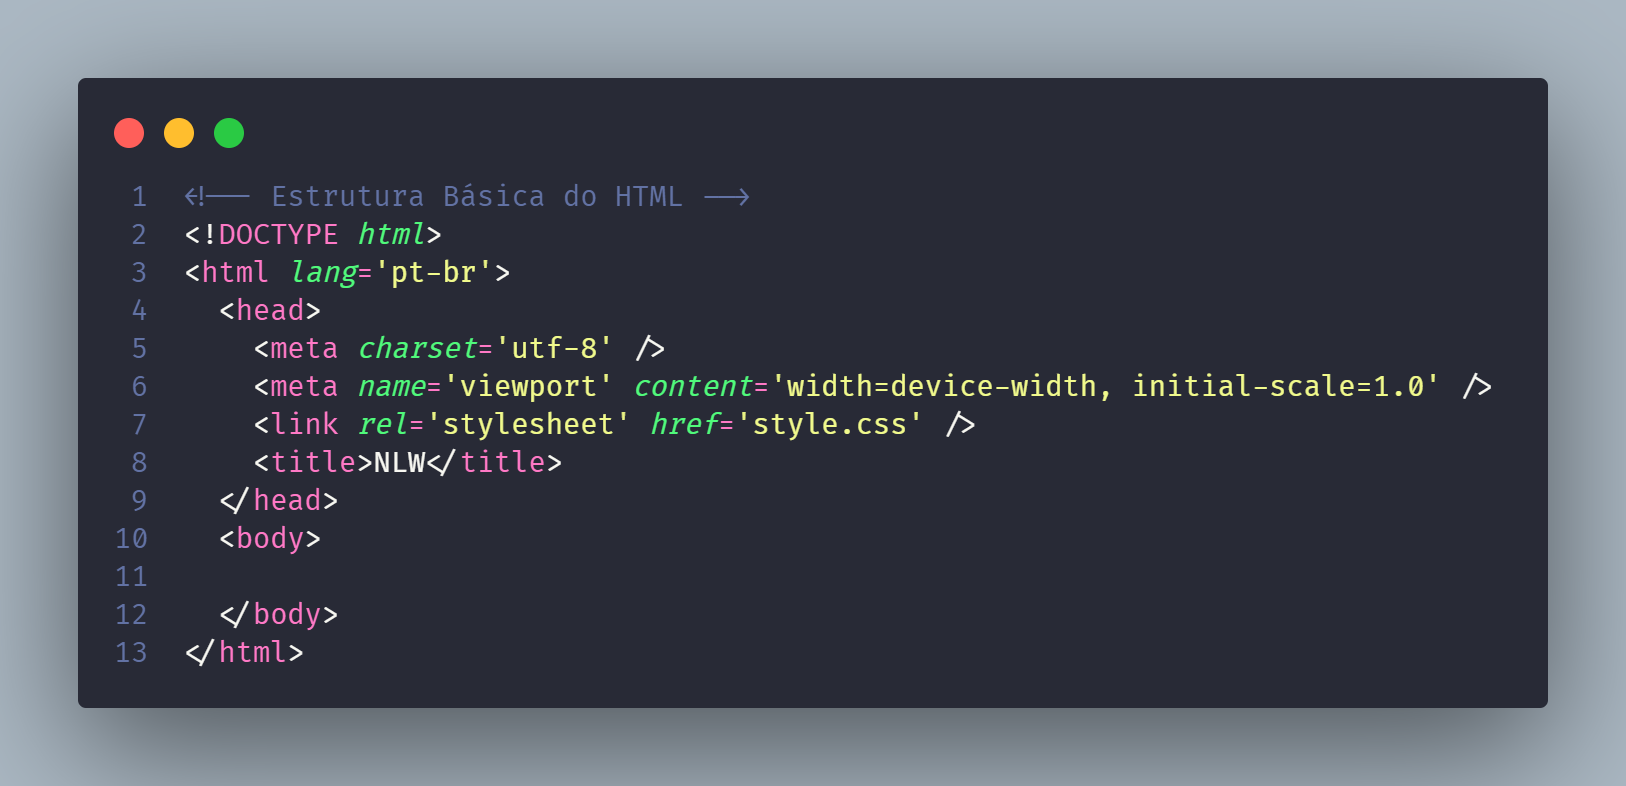 1 <!-- Estrutura Básica do HTML -->
2 <!DOCTYPE html>
3 <html lang='pt-br'>
4   <head>
5     <meta charset='utf-8' />
6     <meta name='viewport' content='width=device-width, initial-scale=1.0' />
7     <link rel='stylesheet' href='style.css' />
8     <title>NLW</title>
9   </head>
10   <body>
11
12   </body>
13 </html>